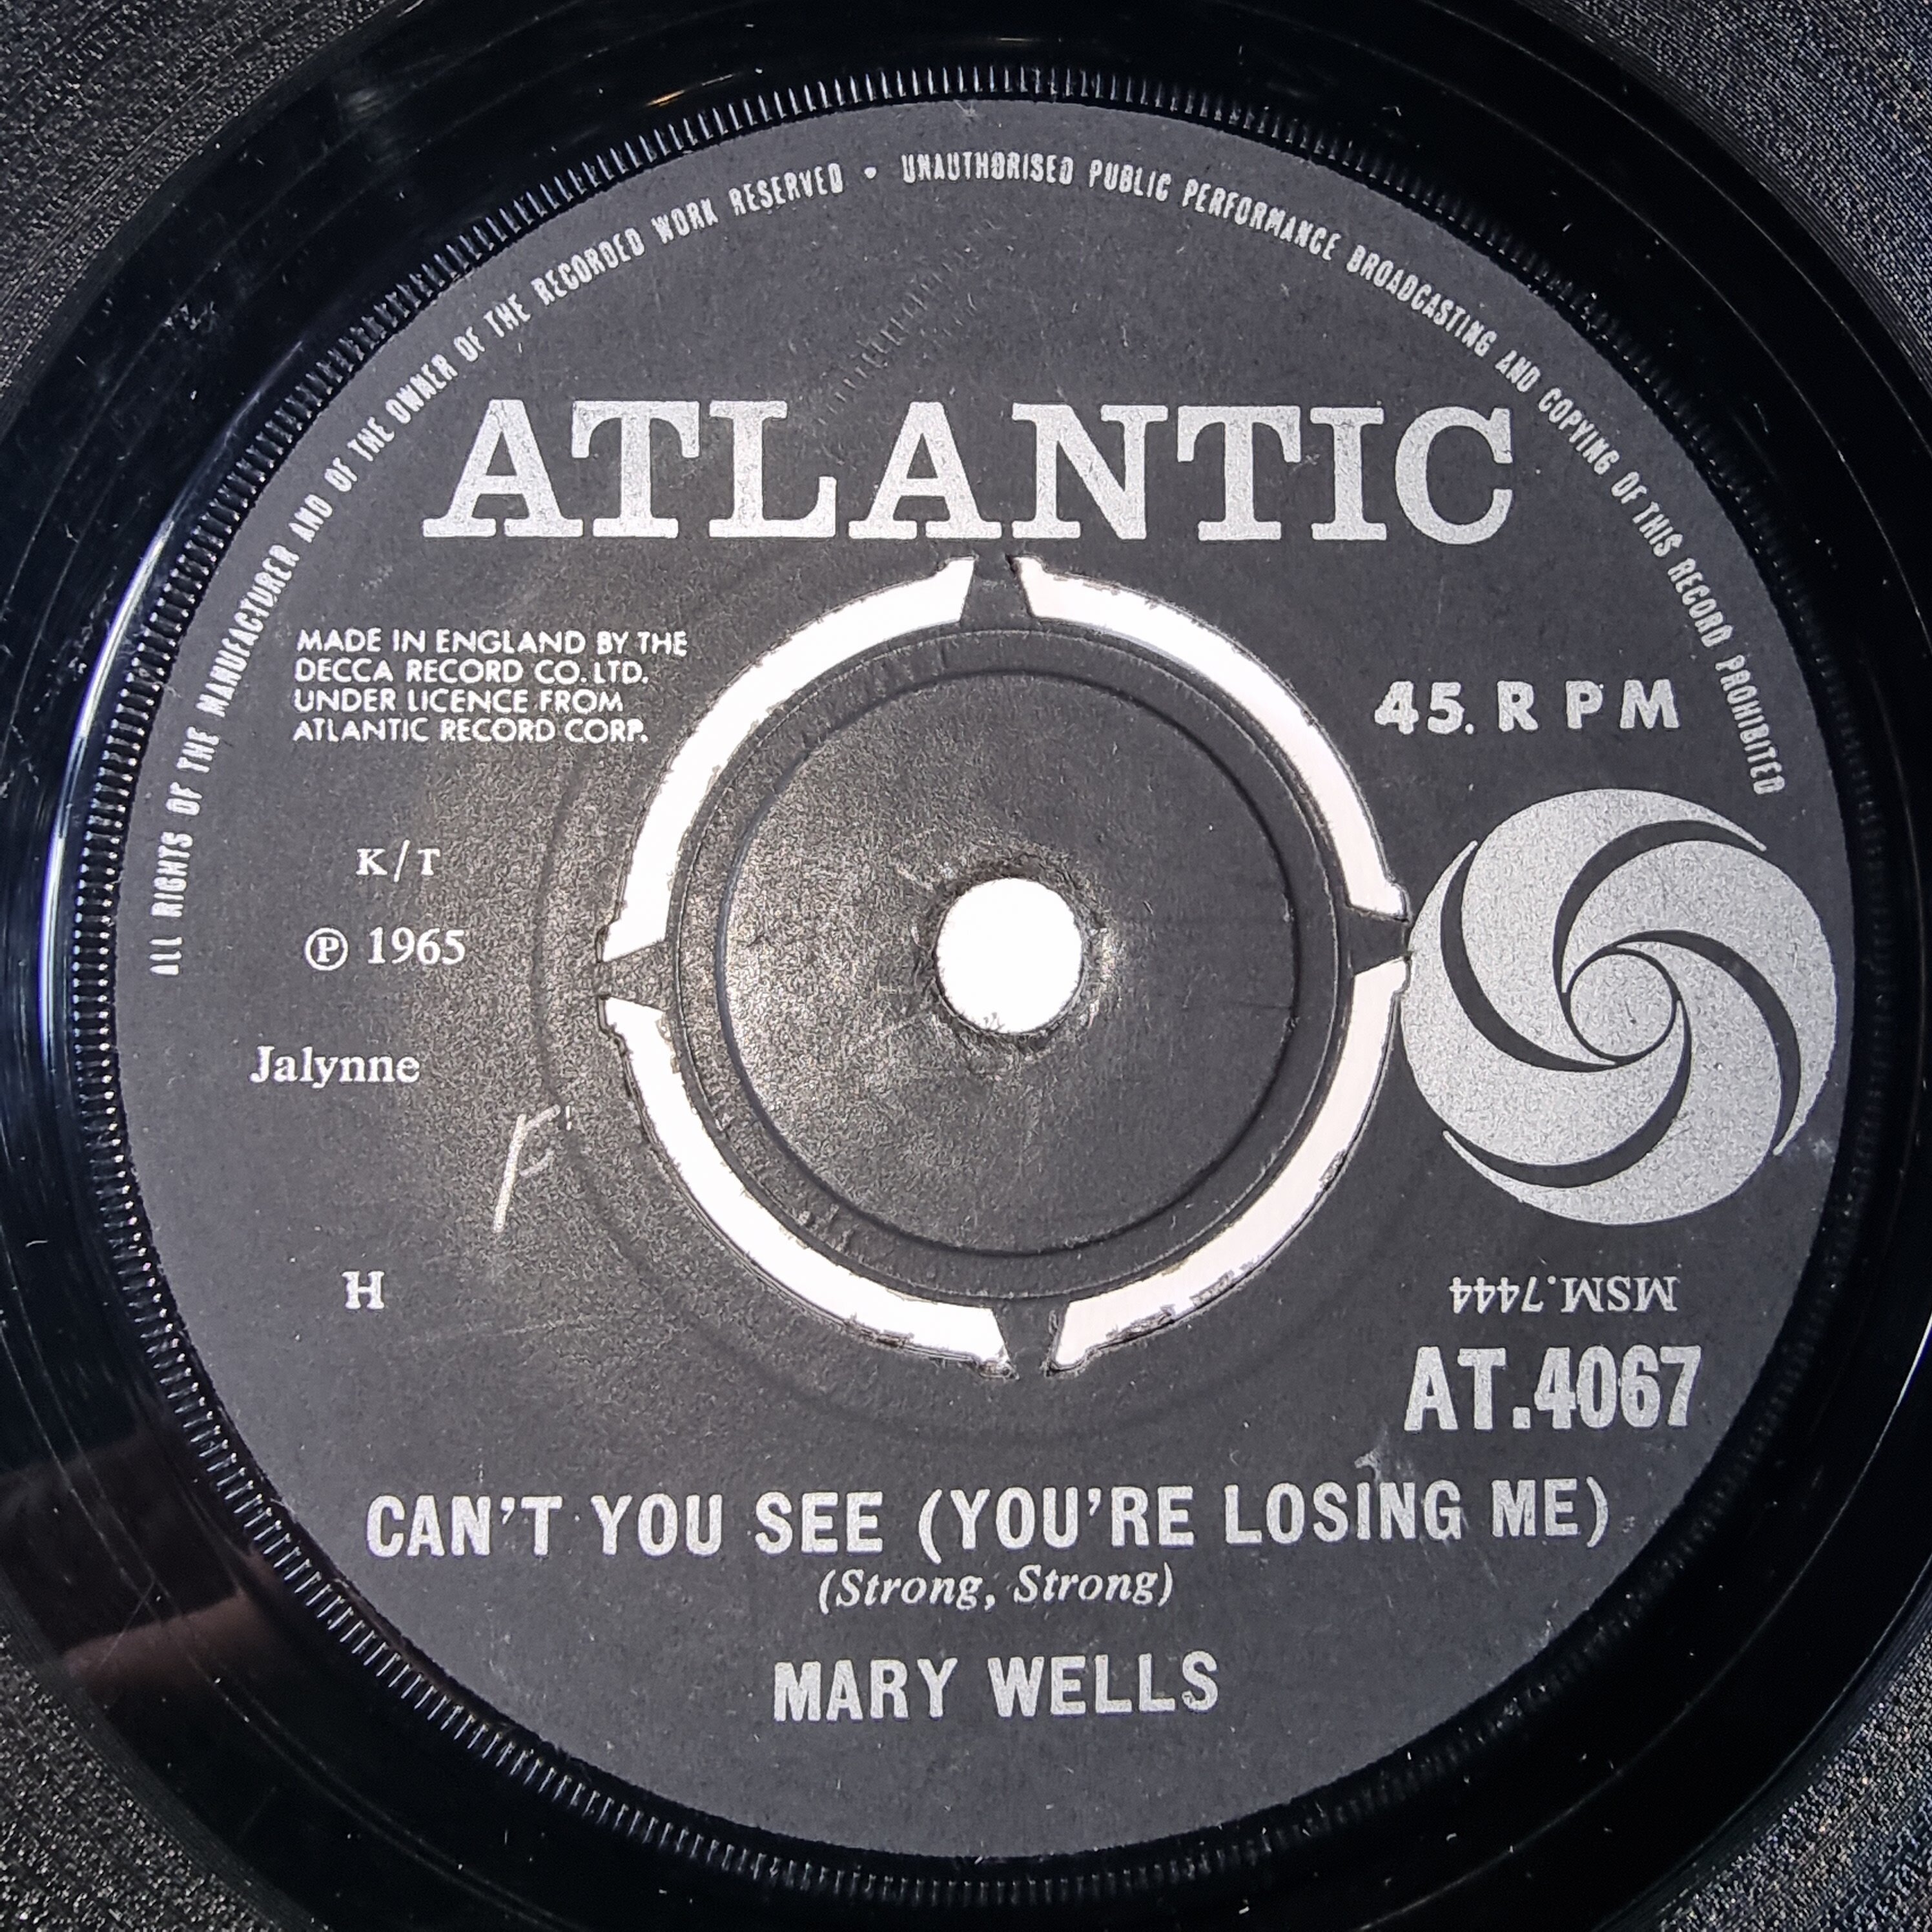 ALL RIGHTS OF THE MANUFACTURER AND OF THE OWNER OF THE RECORDED WORK RESERVED • UNAUTHORISED PUBLIC PERFORMANCE BROADCASTING AND COPYING OF THIS RECORD PROHIBITED
ATLANTIC
MADE IN ENGLAND BY THE
DECCA RECORD CO. LTD.
UNDER LICENCE FROM
ATLANTIC RECORD CORP.
45. RPM
K/T
℗ 1965
Jalynne
F
H
MSM.7444
AT.4067
CAN'T YOU SEE (YOU'RE LOSING ME)
(Strong, Strong)
MARY WELLS